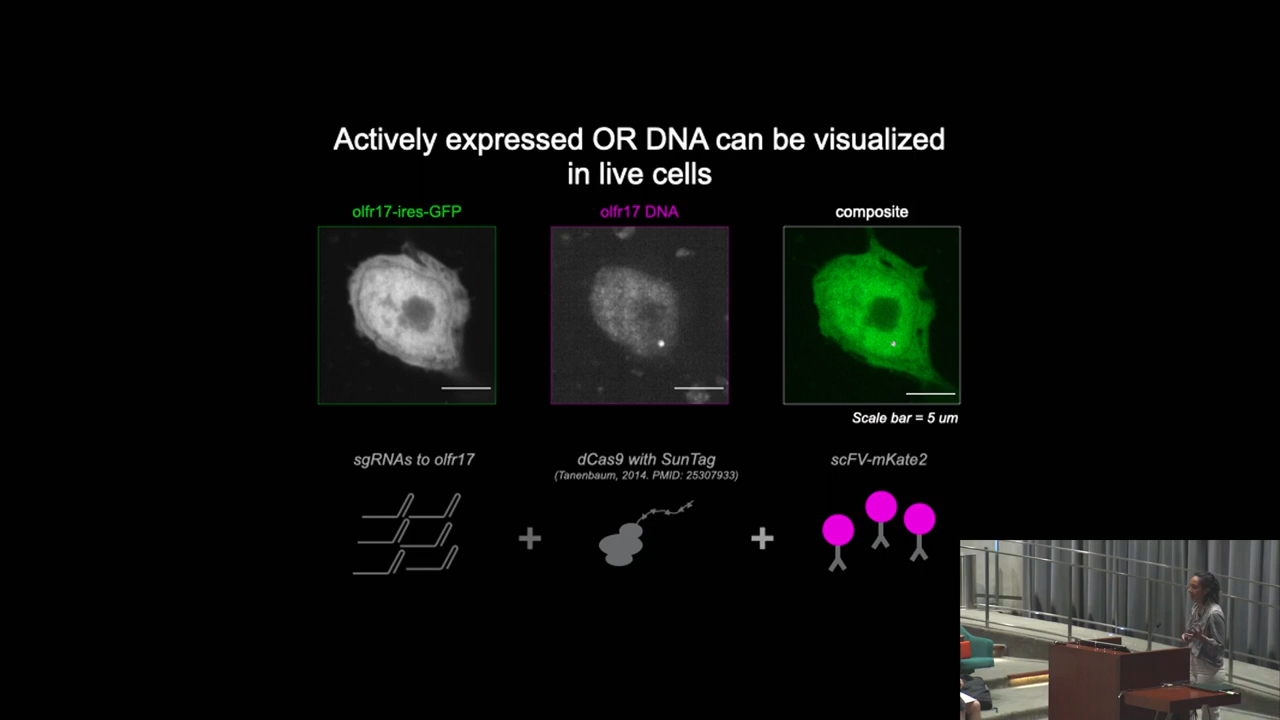 Actively expressed OR DNA can be visualized
in live cells
olfr17-ires-GFP
olfr17 DNA
composite
Scale bar = 5 um
sgRNAs to olfr17
dCas9 with SunTag
(Tanenbaum, 2014. PMID: 25307933)
scFV-mKate2
+
+